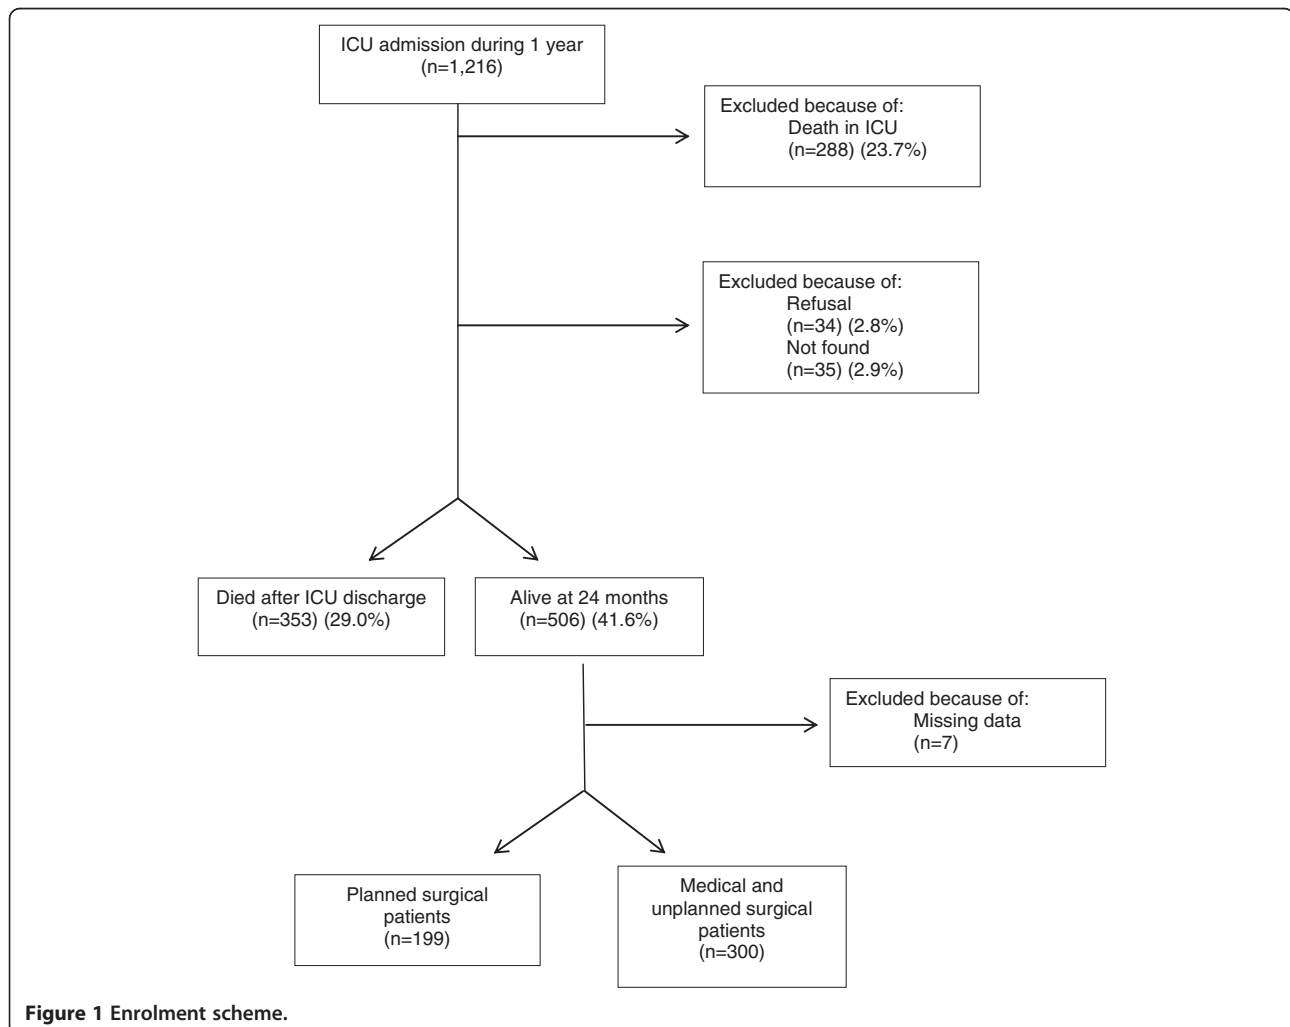 ICU admission during 1 year
(n=1,216)
Excluded because of:
Death in ICU
(n=288) (23.7%)
Excluded because of:
Refusal
(n=34) (2.8%)
Not found
(n=35) (2.9%)
Died after ICU discharge
(n=353) (29.0%)
Alive at 24 months
(n=506) (41.6%)
Excluded because of:
Missing data
(n=7)
Planned surgical
patients
(n=199)
Medical and
unplanned surgical
patients
(n=300)
Figure 1 Enrolment scheme.